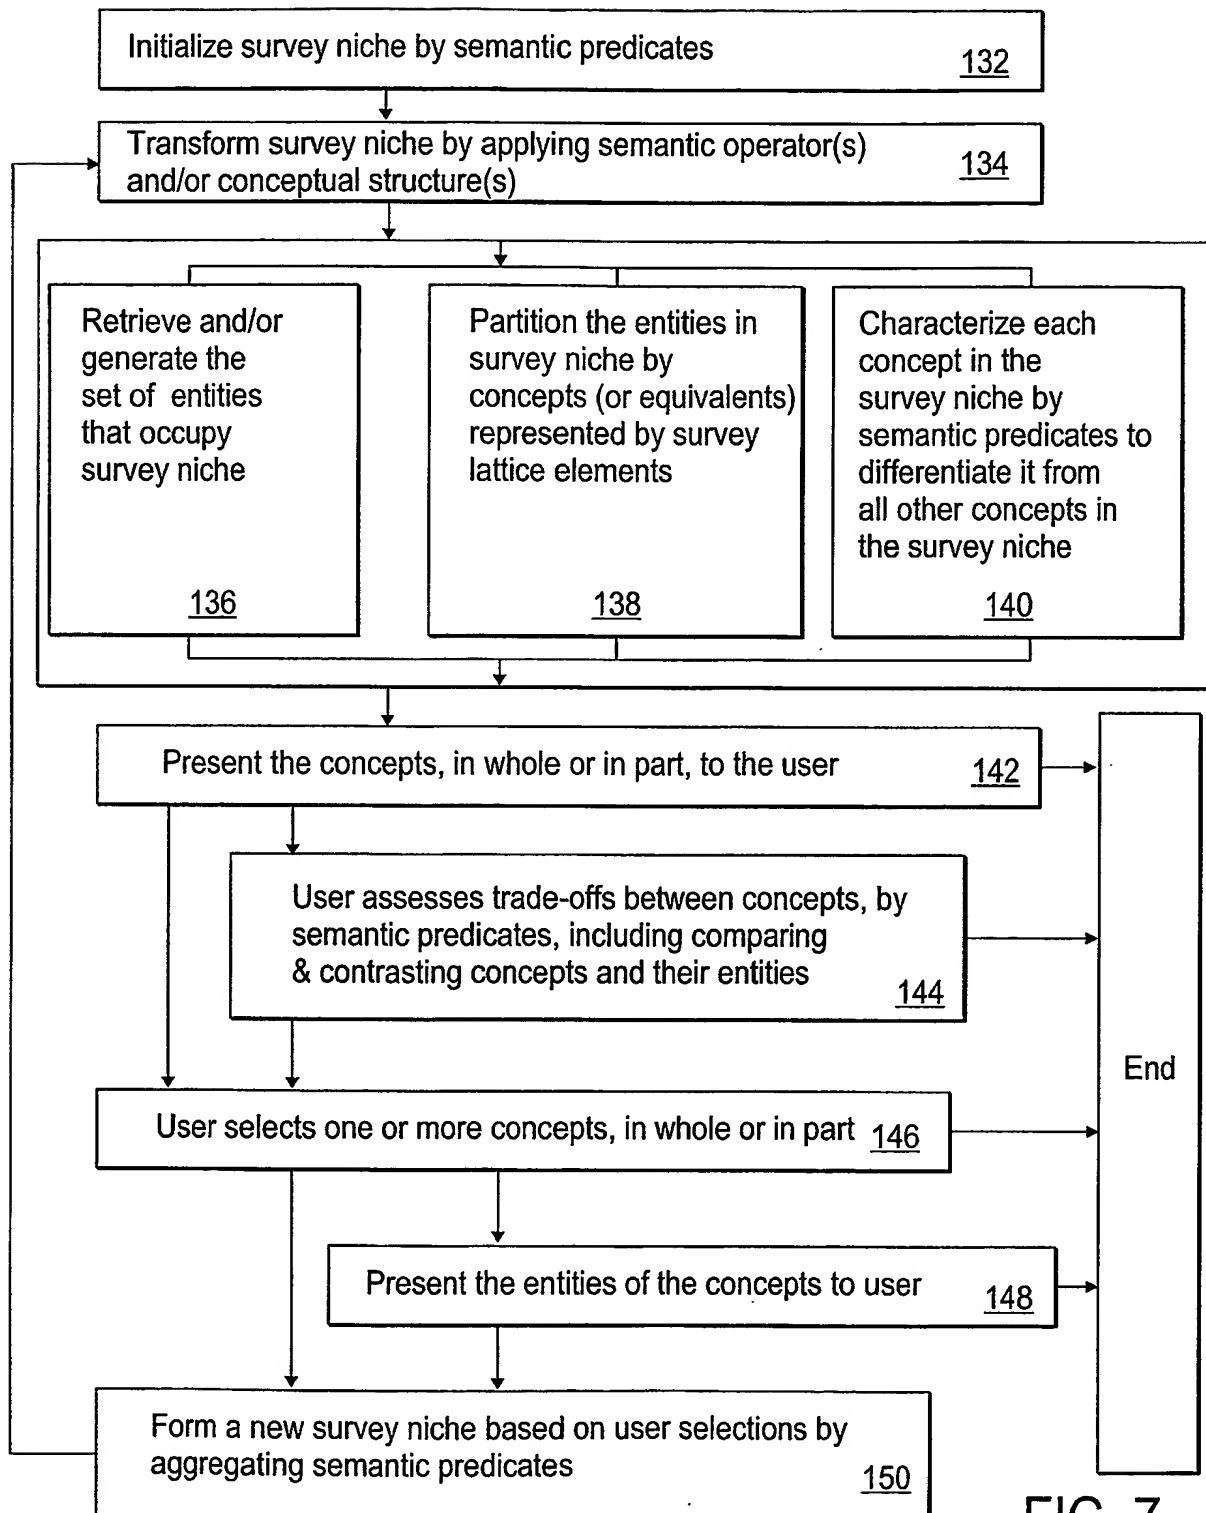 Initialize survey niche by semantic predicates
132
Transform survey niche by applying semantic operator(s)
and/or conceptual structure(s)
134
Retrieve and/or
generate the
set of entities
that occupy
survey niche
136
Partition the entities in
survey niche by
concepts (or equivalents)
represented by survey
lattice elements
138
Characterize each
concept in the
survey niche by
semantic predicates to
differentiate it from
all other concepts in
the survey niche
140
Present the concepts, in whole or in part, to the user
142
User assesses trade-offs between concepts, by
semantic predicates, including comparing
& contrasting concepts and their entities
144
End
User selects one or more concepts, in whole or in part
146
Present the entities of the concepts to user
148
Form a new survey niche based on user selections by
aggregating semantic predicates
150
FIG. 7